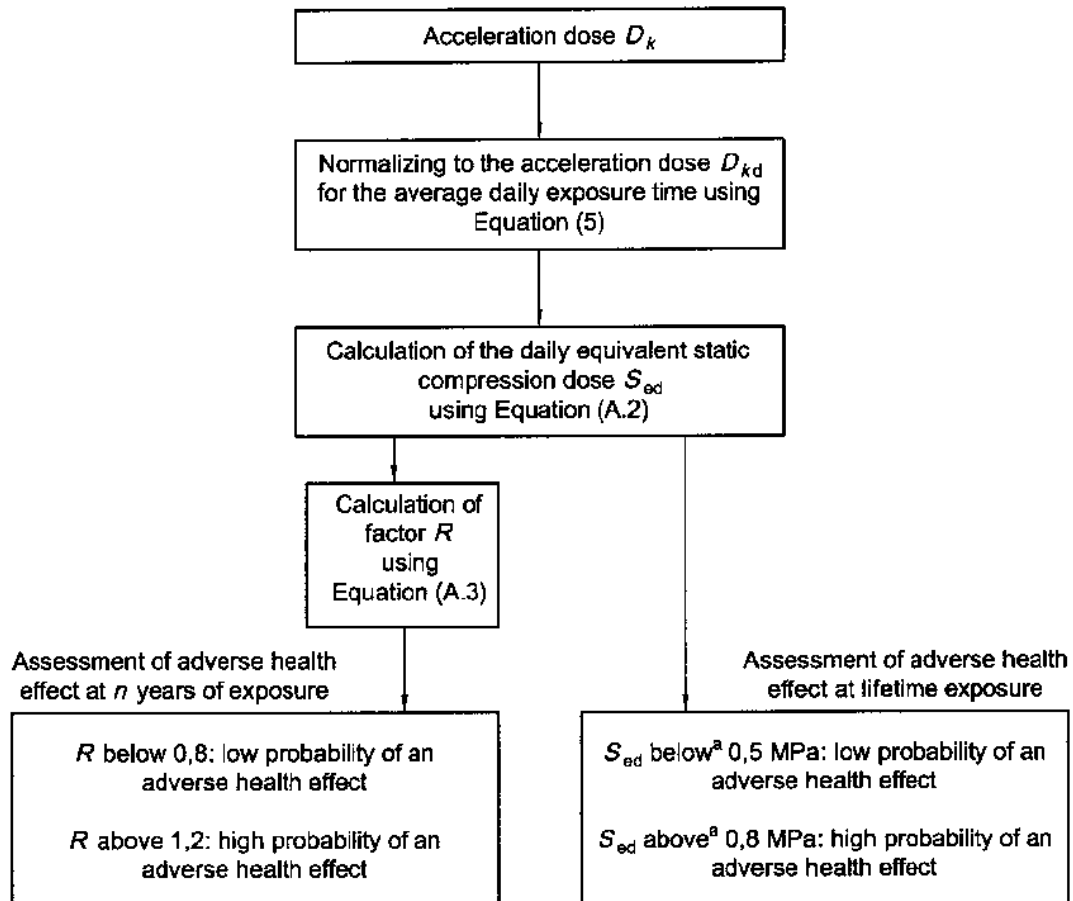 Acceleration dose D_k
Normalizing to the acceleration dose D_kd
for the average daily exposure time using
Equation (5)
Calculation of the daily equivalent static
compression dose S_ed
using Equation (A.2)
Calculation of
factor R
using
Equation (A.3)
Assessment of adverse health
effect at n years of exposure
R below 0,8: low probability of an
adverse health effect
R above 1,2: high probability of an
adverse health effect
Assessment of adverse health
effect at lifetime exposure
S_ed below^a 0,5 MPa: low probability of an
adverse health effect
S_ed above^a 0,8 MPa: high probability of an
adverse health effect